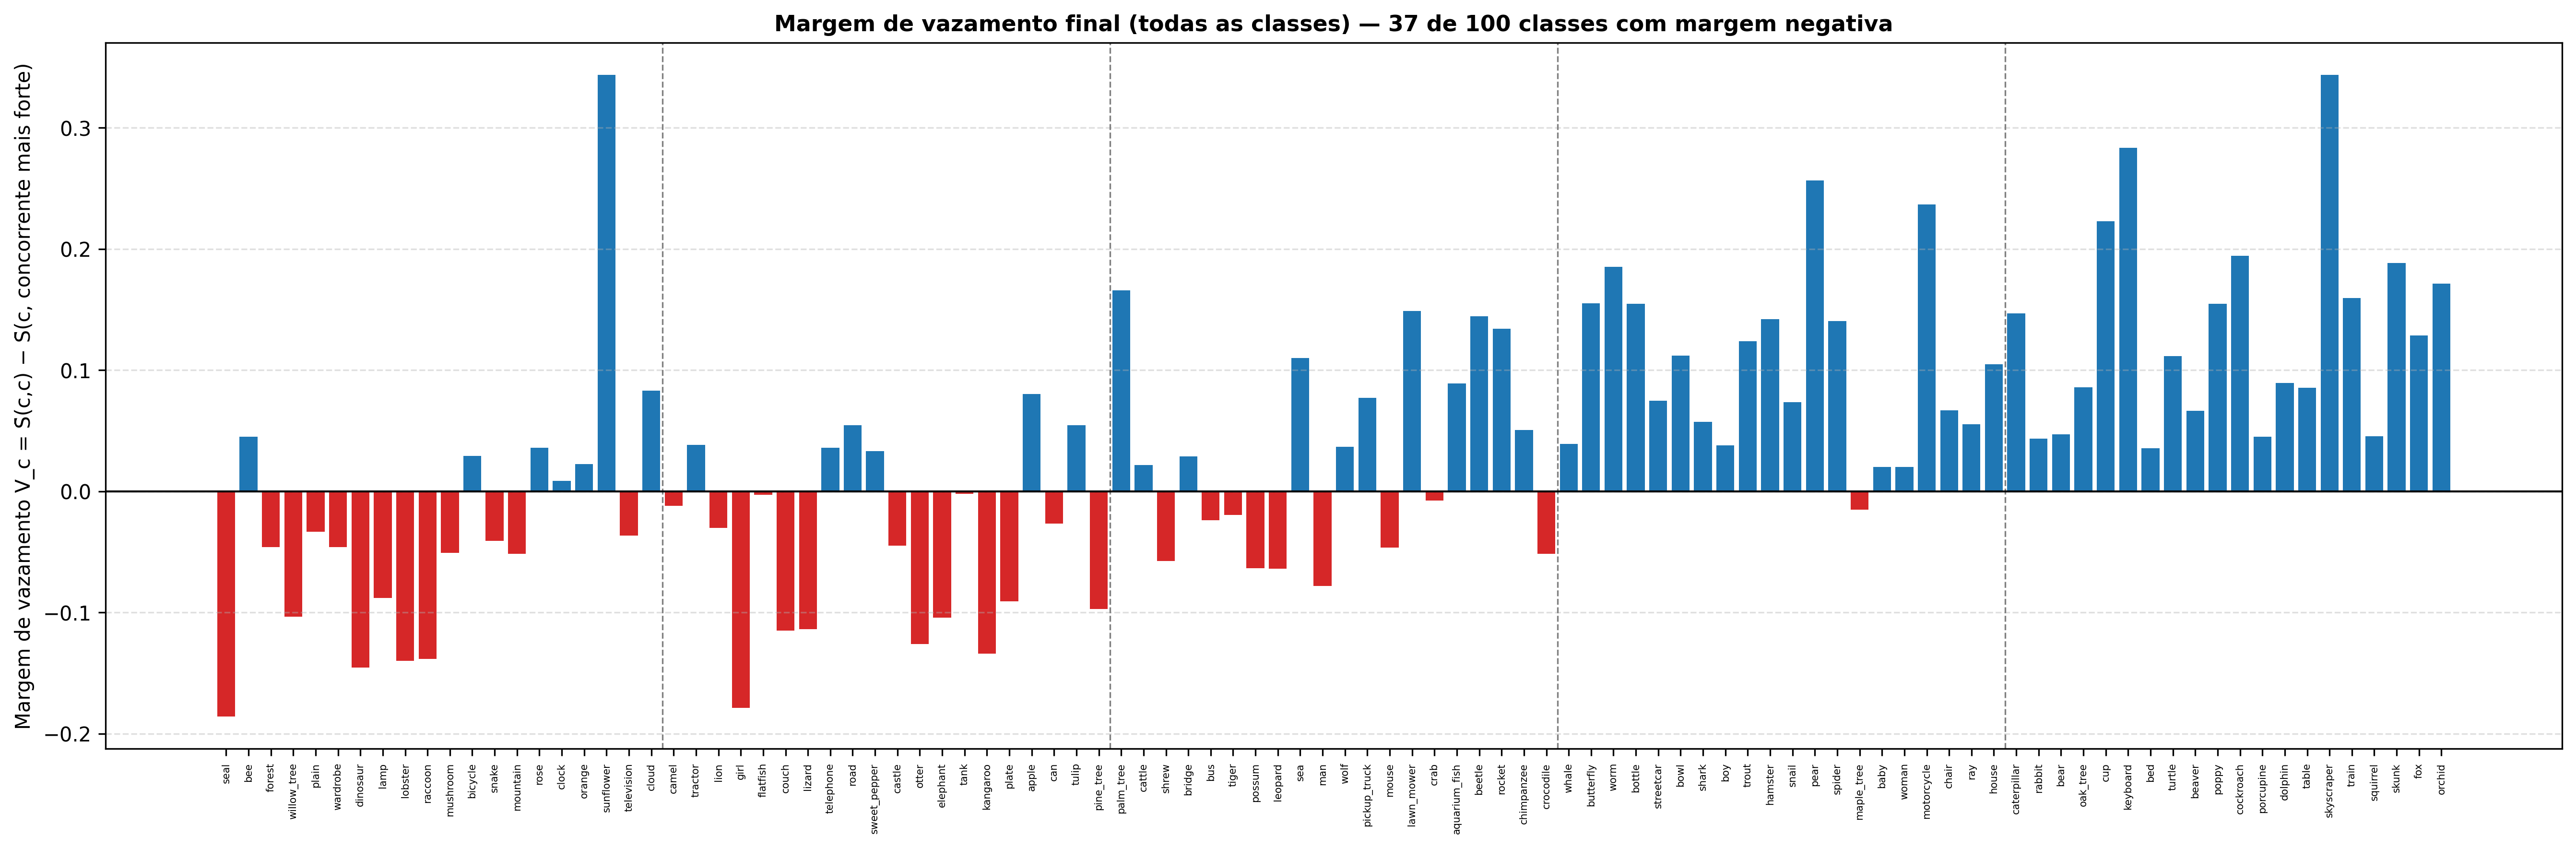 Margem de vazamento final (todas as classes) — 37 de 100 classes com margem negativa
Margem de vazamento V_c = S(c,c) − S(c, concorrente mais forte)
0.3
0.2
0.1
0.0
−0.1
−0.2
seal
bee
forest
willow_tree
plain
wardrobe
dinosaur
lamp
lobster
raccoon
mushroom
bicycle
snake
mountain
rose
clock
orange
sunflower
television
cloud
camel
tractor
lion
girl
flatfish
couch
lizard
telephone
road
sweet_pepper
castle
otter
elephant
tank
kangaroo
plate
apple
can
tulip
pine_tree
palm_tree
cattle
shrew
bridge
bus
tiger
possum
leopard
sea
man
wolf
pickup_truck
mouse
lawn_mower
crab
aquarium_fish
beetle
rocket
chimpanzee
crocodile
whale
butterfly
worm
bottle
streetcar
bowl
shark
boy
trout
hamster
snail
pear
spider
maple_tree
baby
woman
motorcycle
chair
ray
house
caterpillar
rabbit
bear
oak_tree
cup
keyboard
bed
turtle
beaver
poppy
cockroach
porcupine
dolphin
table
skyscraper
train
squirrel
skunk
fox
orchid